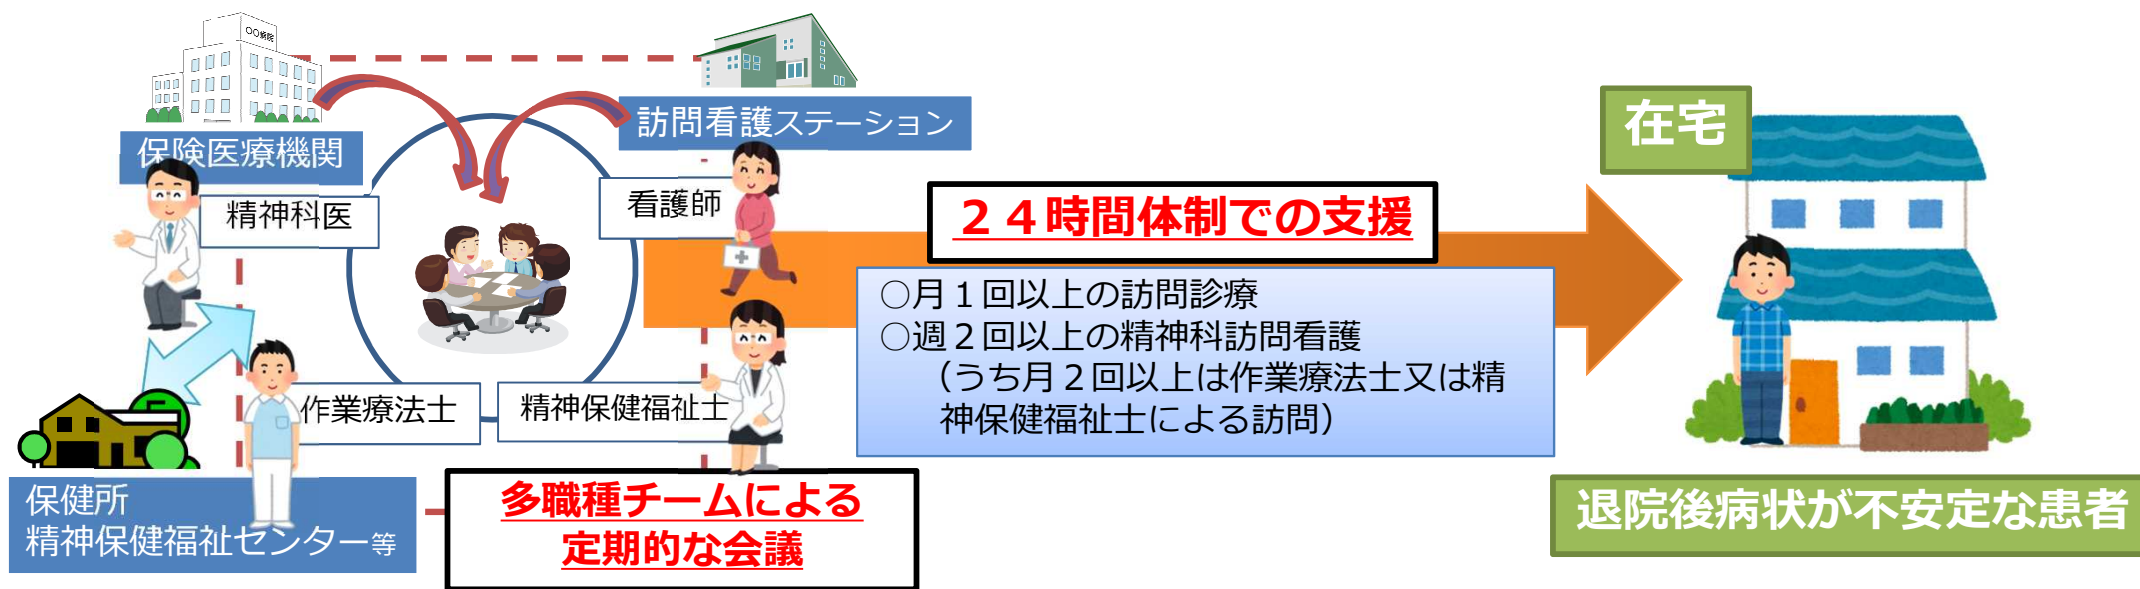 〇〇病院
保険医療機関
訪問看護ステーション
精神科医
看護師
作業療法士
精神保健福祉士
保健所
精神保健福祉センター等
多職種チームによる
定期的な会議
２４時間体制での支援
○月１回以上の訪問診療
○週２回以上の精神科訪問看護
（うち月２回以上は作業療法士又は精
神保健福祉士による訪問）
在宅
退院後病状が不安定な患者